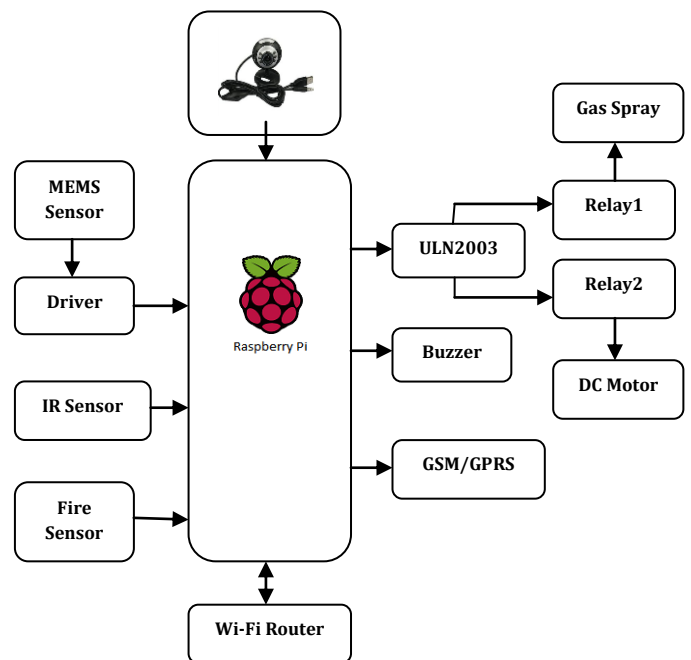 Gas Spray
MEMS
Sensor
Relay1
ULN2003
Driver
Relay2
Raspberry Pi
Buzzer
DC Motor
IR Sensor
GSM/GPRS
Fire
Sensor
Wi-Fi Router